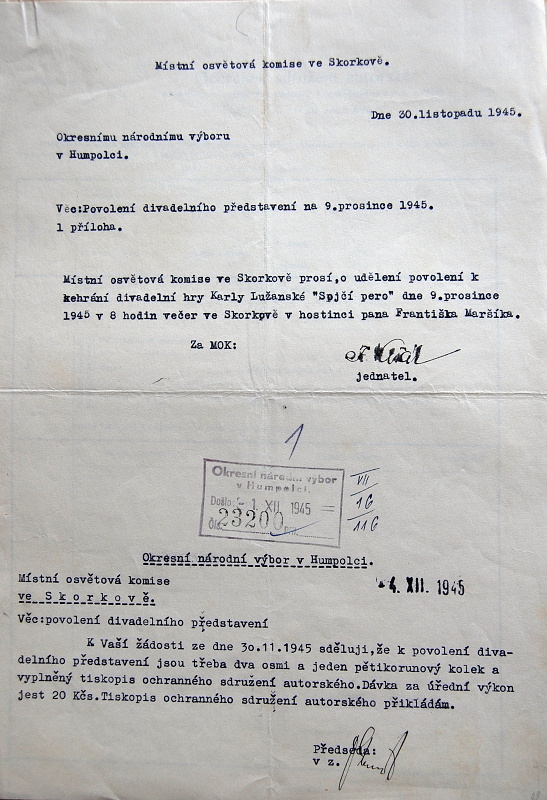 Místní osvětová komise ve Skorkově.
Dne 30.listopadu 1945.
Okresnímu národnímu výboru
v Humpolci.
Věc:Povolení divadelního představení na 9.prosince 1945.
1 příloha.
Místní osvětová komise ve Skorkově prosí,o udělení povolení k
kehrání divadelní hry Karly Lužanské "Spjčí pero" dne 9.prosince
1945 v 8 hodin večer ve Skorkově v hostinci pana Františka Maršíka.
Za MOK:
jednatel.
1
Okresní národní výbor
v Humpolci.
Došlo: - 1. XII. 1945
Čís. 23200
VII
1G
11G
Okresní národní výbor v Humpolci.
Místní osvětová komise
ve Skorkově.
- 4. XII. 1945
Věc:povolení divadelního představení
K Vaší žádosti ze dne 3o.11.1945 sděluji,že k povolení diva-
delního představení jsou třeba dva osmi a jeden pětikorunový kolek a
vyplněný tiskopis ochranného sdružení autorského.Dávka za úřední výkon
jest 20 Kčs.Tiskopis ochranného sdružení autorského přikládám.
Předseda:
v z.